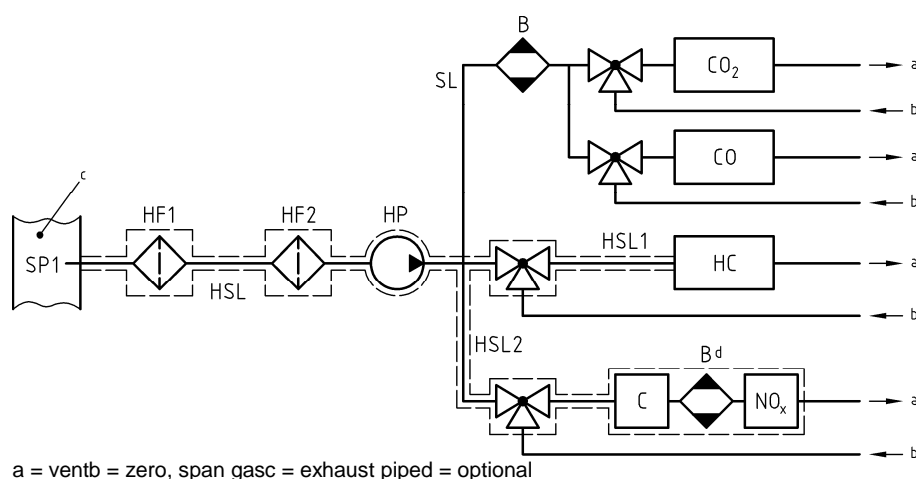 B
SL
CO₂
a
b
CO
a
b
c
HF1
HF2
HP
HSL1
SP1
HC
a
HSL
b
HSL2
B d
C
NOₓ
a
b
a = ventb = zero, span gasc = exhaust piped = optional